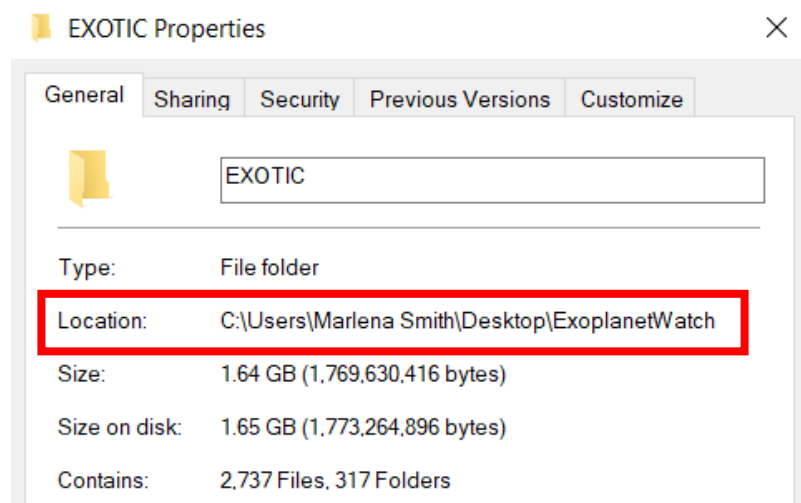 EXOTIC Properties
General Sharing Security Previous Versions Customize
EXOTIC
Type: File folder
Location: C:\Users\Marlena Smith\Desktop\ExoplanetWatch
Size: 1.64 GB (1,769,630,416 bytes)
Size on disk: 1.65 GB (1,773,264,896 bytes)
Contains: 2,737 Files, 317 Folders